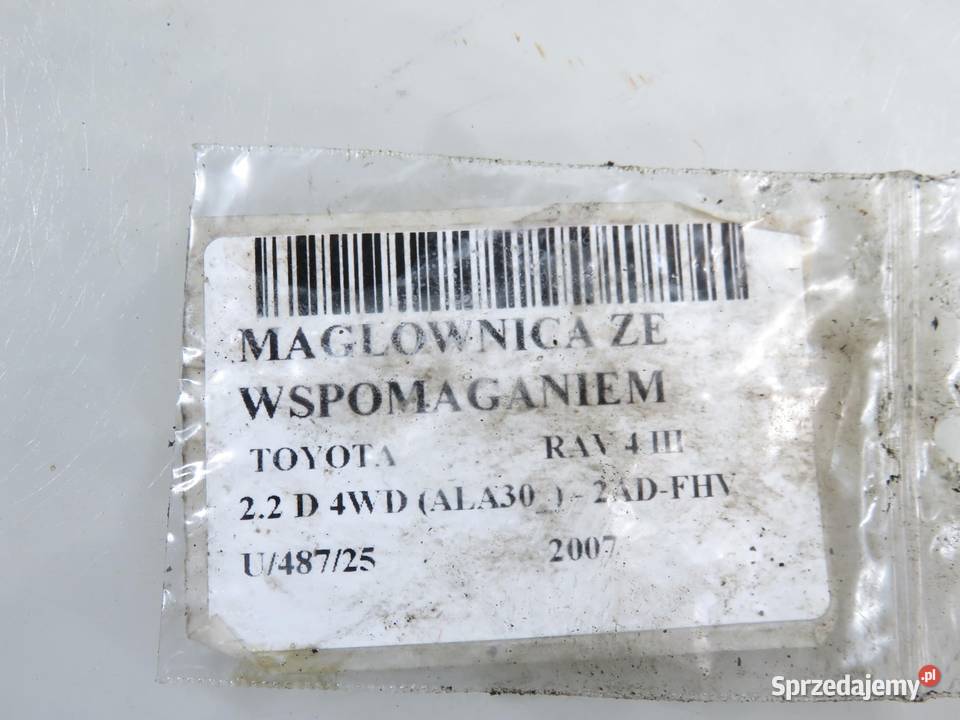 MAGLOWNICA ZE
WSPOMAGANIEM
TOYOTA RAV 4 III
2.2 D 4WD (ALA30_) - 2AD-FHV
U/487/25 2007
Sprzedajemy.pl